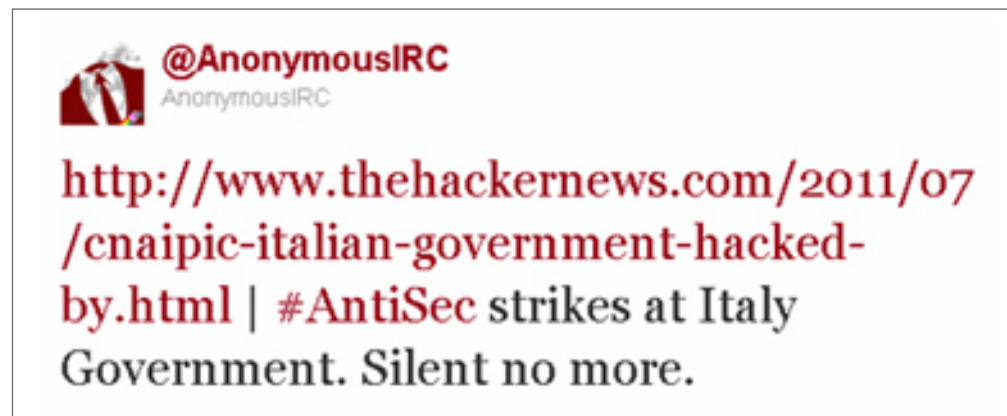 @AnonymousIRC
AnonymousIRC
http://www.thehackernews.com/2011/07
/cnaipic-italian-government-hacked-
by.html | #AntiSec strikes at Italy
Government. Silent no more.